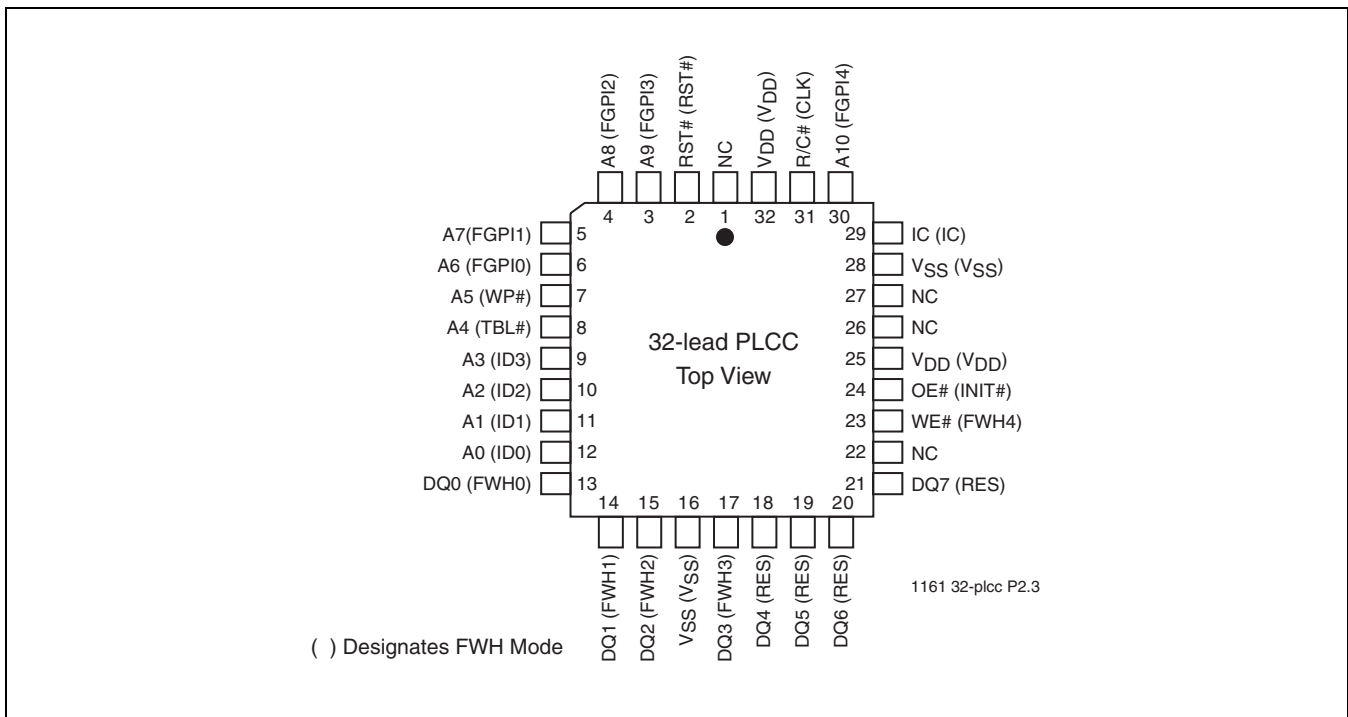 A8 (FGPI2)
A9 (FGPI3)
RST# (RST#)
NC
VDD (VDD)
R/C# (CLK)
A10 (FGPI4)
4
3
2
1
32
31
30
A7(FGPI1)
5
A6 (FGPI0)
6
A5 (WP#)
7
A4 (TBL#)
8
A3 (ID3)
9
A2 (ID2)
10
A1 (ID1)
11
A0 (ID0)
12
DQ0 (FWH0)
13
32-lead PLCC
Top View
29
IC (IC)
28
VSS (VSS)
27
NC
26
NC
25
VDD (VDD)
24
OE# (INIT#)
23
WE# (FWH4)
22
NC
21
DQ7 (RES)
14
15
16
17
18
19
20
DQ1 (FWH1)
DQ2 (FWH2)
VSS (VSS)
DQ3 (FWH3)
DQ4 (RES)
DQ5 (RES)
DQ6 (RES)
1161 32-plcc P2.3
( ) Designates FWH Mode